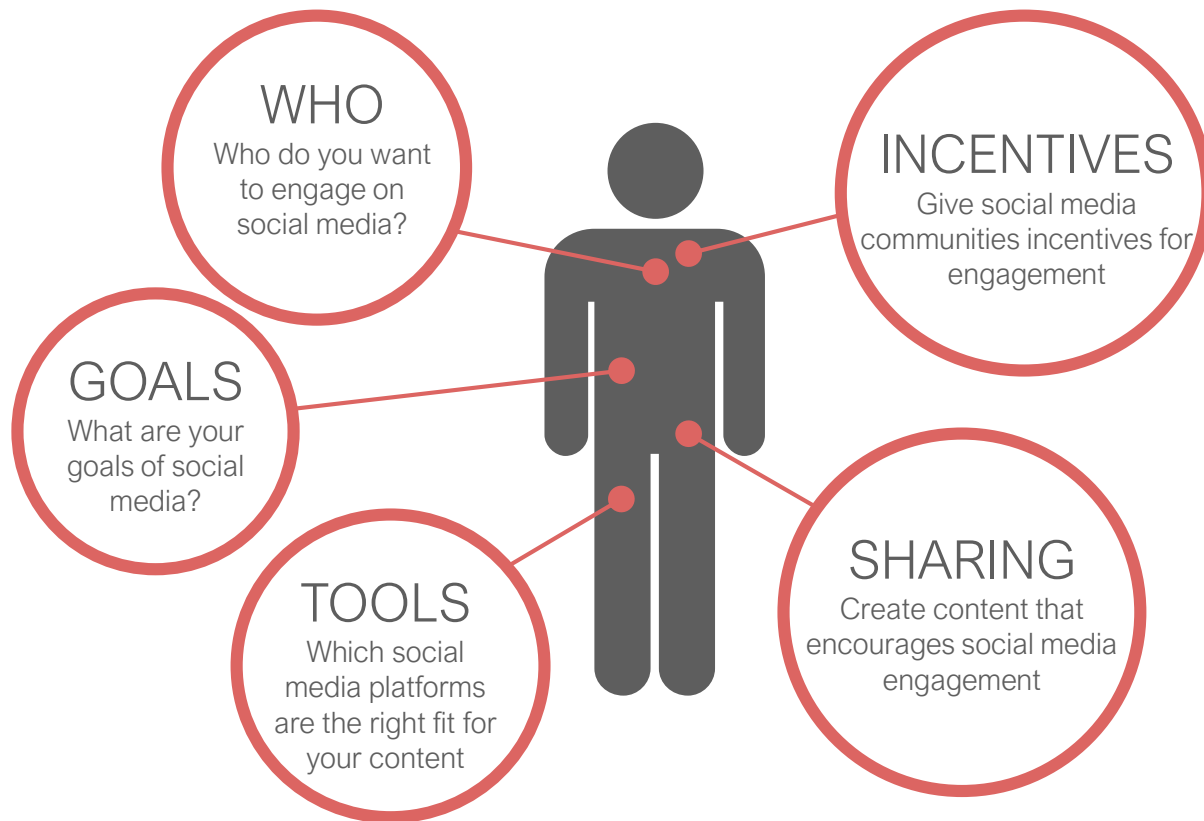 WHO
Who do you want
to engage on
social media?
INCENTIVES
Give social media
communities incentives for
engagement
GOALS
What are your
goals of social
media?
TOOLS
Which social
media platforms
are the right fit for
your content
SHARING
Create content that
encourages social media
engagement